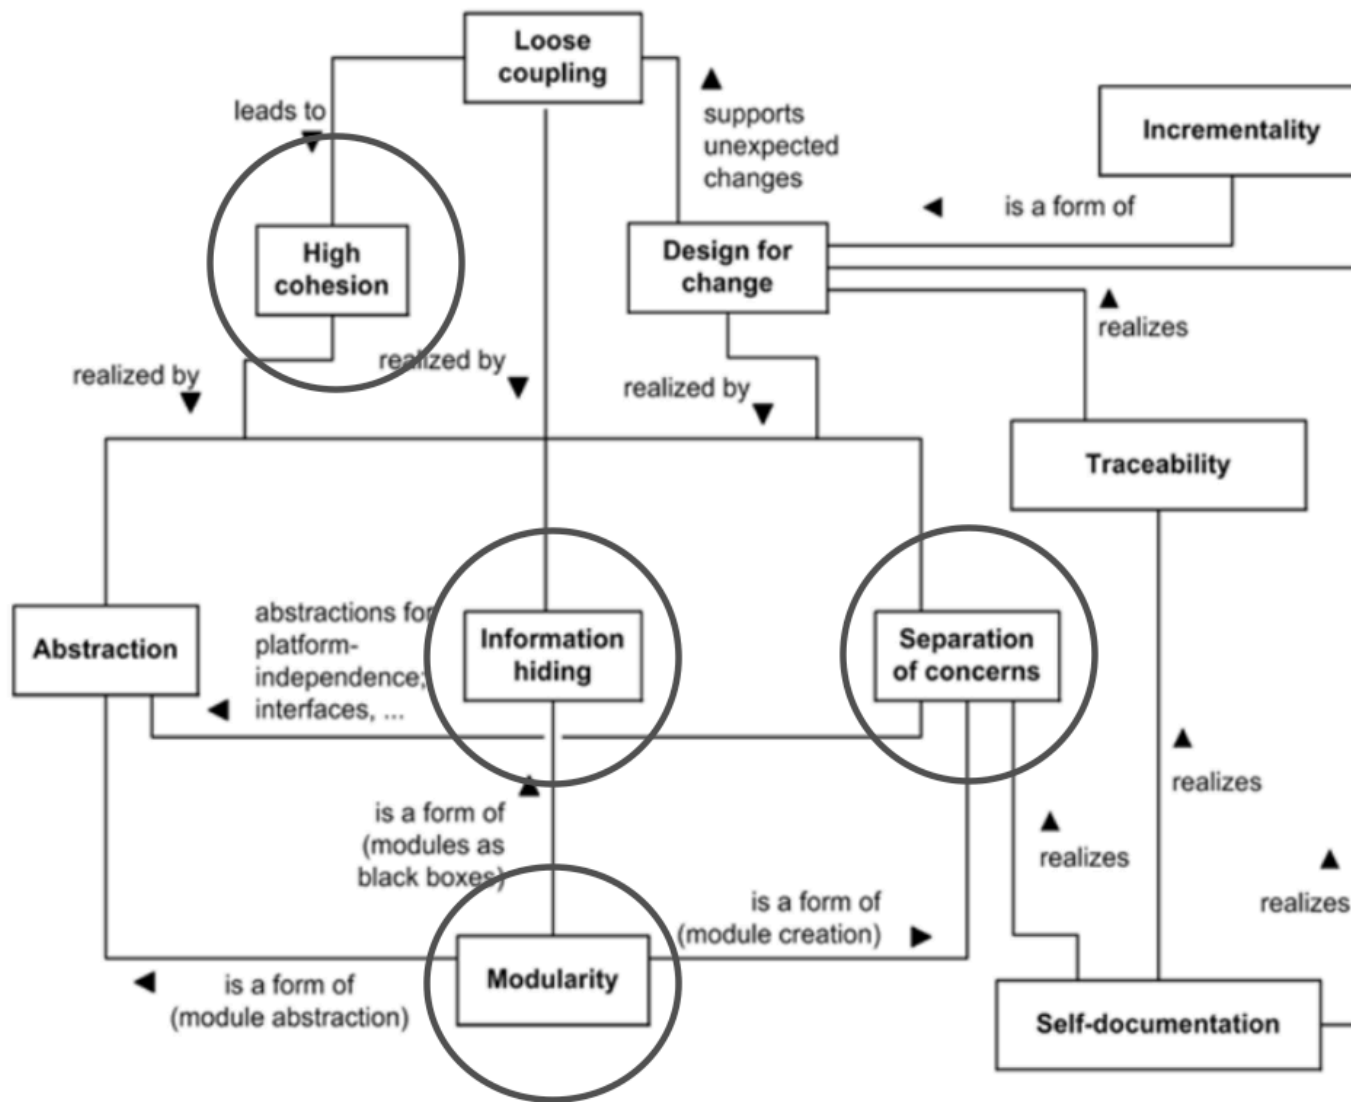 Loose
coupling
leads to
supports
unexpected
changes
Incrementality
is a form of
High
cohesion
Design for
change
realizes
realized by
realized by
realized by
Traceability
Abstraction
abstractions for
platform-
independence;
interfaces, ...
Information
hiding
Separation
of concerns
realizes
is a form of
(modules as
black boxes)
realizes
realizes
is a form of
(module creation)
Modularity
is a form of
(module abstraction)
Self-documentation